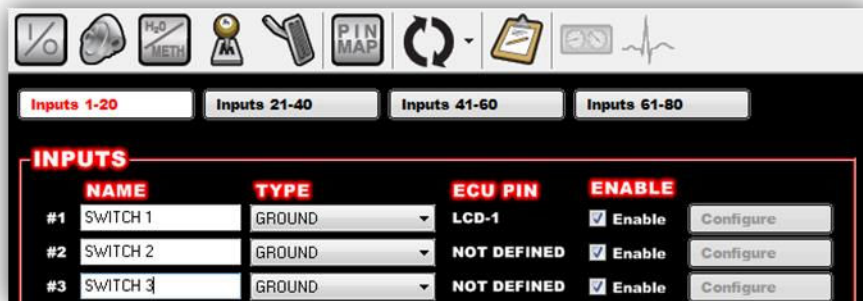 I/O H₂O METH PIN MAP
Inputs 1-20 Inputs 21-40 Inputs 41-60 Inputs 61-80
INPUTS
NAME TYPE ECU PIN ENABLE
#1 SWITCH 1 GROUND LCD-1 Enable Configure
#2 SWITCH 2 GROUND NOT DEFINED Enable Configure
#3 SWITCH 3 GROUND NOT DEFINED Enable Configure